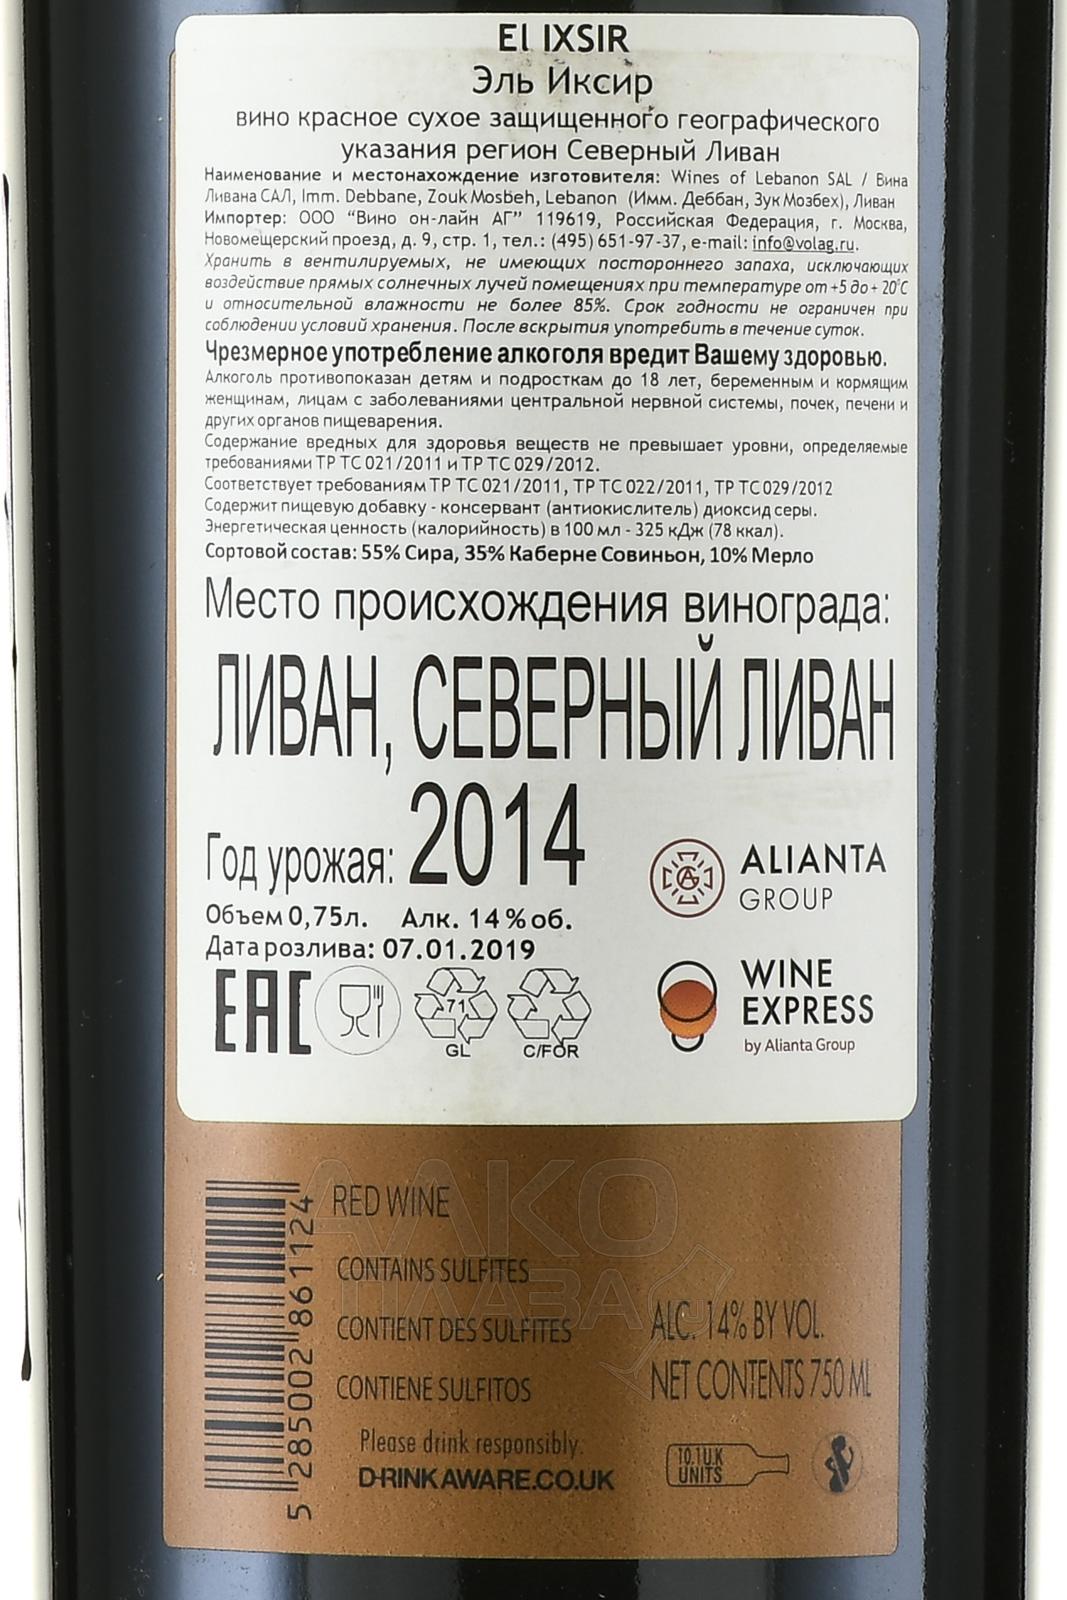 El IXSIR
Эль Иксир
вино красное сухое защищенного географического
указания регион Северный Ливан
Наименование и местонахождение изготовителя: Wines of Lebanon SAL / Вина
Ливана САЛ, Imm. Debbane, Zouk Mosbeh, Lebanon (Имм. Деббан, Зук Мозбех), Ливан
Импортер: ООО "Вино он-лайн АГ" 119619, Российская Федерация, г. Москва,
Новомещерский проезд, д. 9, стр. 1, тел.: (495) 651-97-37, e-mail: info@volag.ru.
Хранить в вентилируемых, не имеющих постороннего запаха, исключающих
воздействие прямых солнечных лучей помещениях при температуре от +5 до + 20°C
и относительной влажности не более 85%. Срок годности не ограничен при
соблюдении условий хранения. После вскрытия употребить в течение суток.
Чрезмерное употребление алкоголя вредит Вашему здоровью.
Алкоголь противопоказан детям и подросткам до 18 лет, беременным и кормящим
женщинам, лицам с заболеваниями центральной нервной системы, почек, печени и
других органов пищеварения.
Содержание вредных для здоровья веществ не превышает уровни, определяемые
требованиями ТР ТС 021/2011 и ТР ТС 029/2012.
Соответствует требованиям ТР ТС 021/2011, ТР ТС 022/2011, ТР ТС 029/2012
Содержит пищевую добавку - консервант (антиокислитель) диоксид серы.
Энергетическая ценность (калорийность) в 100 мл - 325 кДж (78 ккал).
Сортовой состав: 55% Сира, 35% Каберне Совиньон, 10% Мерло
Место происхождения винограда:
ЛИВАН, СЕВЕРНЫЙ ЛИВАН
Год урожая: 2014
Объем 0,75л. Алк. 14 % об.
Дата розлива: 07.01.2019
ALIANTA
GROUP
EAC
71
GL
C/FOR
WINE
EXPRESS
by Alianta Group
АЛКО
ПЛАЗА.ru
5 285002 861124
RED WINE
CONTAINS SULFITES
CONTIENT DES SULFITES
CONTIENE SULFITOS
ALC. 14% BY VOL.
NET CONTENTS 750 ML
Please drink responsibly.
DRINKAWARE.CO.UK
10.1 U.K
UNITS